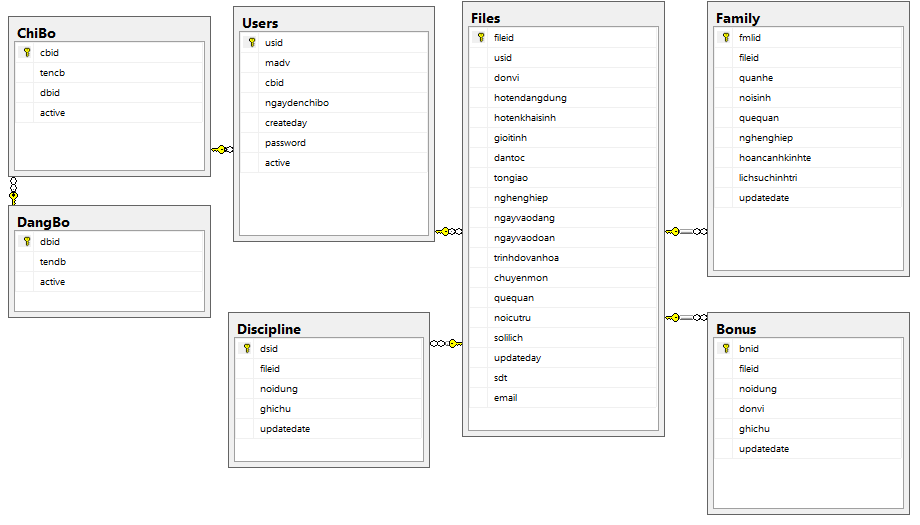 ChiBo
cbid
tencb
dbid
active
DangBo
dbid
tendb
active
Users
usid
madv
cbid
ngaydenchibo
createday
password
active
Discipline
dsid
fileid
noidung
ghichu
updatedate
Files
fileid
usid
donvi
hotendangdung
hotenkhaisinh
gioitinh
dantoc
tongiao
nghenghiep
ngayvaodang
ngayvaodoan
trinhdovanhoa
chuyenmon
quequan
noicutru
solilich
updateday
sdt
email
Family
fmlid
fileid
quanhe
noisinh
quequan
nghenghiep
hoancanhkinhte
lichsuchinhtri
updatedate
Bonus
bnid
fileid
noidung
donvi
ghichu
updatedate